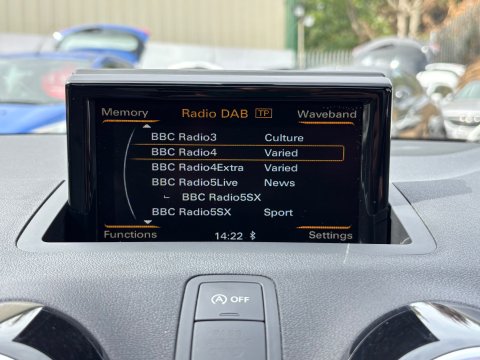 Memory Radio DAB TP Waveband
BBC Radio3 Culture
BBC Radio4 Varied
BBC Radio4Extra Varied
BBC Radio5Live News
BBC Radio5SX
BBC Radio5SX Sport
Functions 14:22 Settings
A OFF